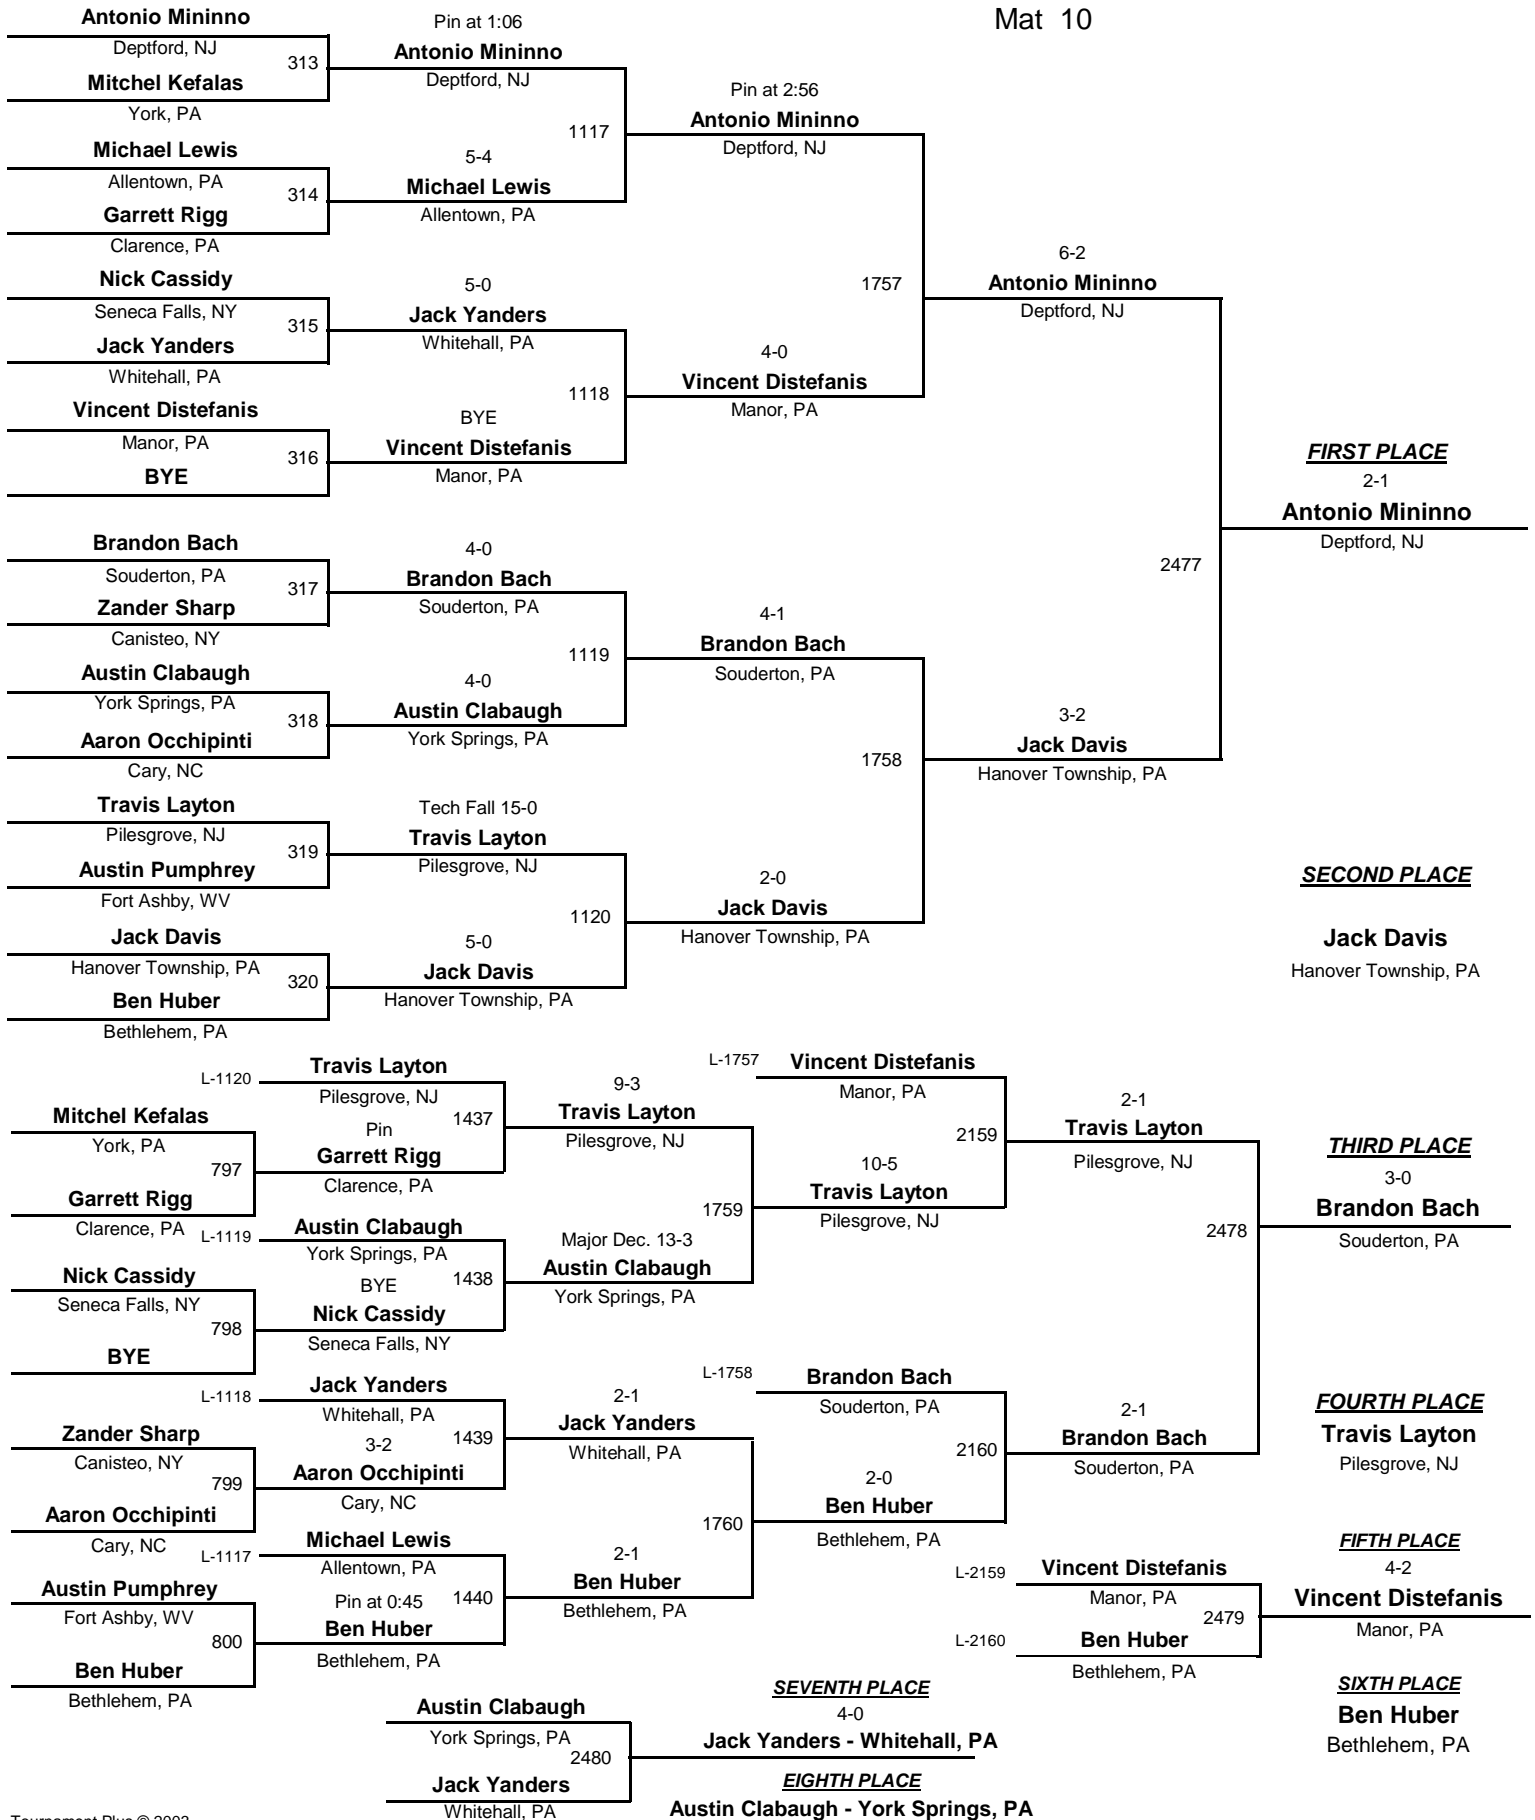 Mat 10
Antonio Mininno
Deptford, NJ
313
Mitchel Kefalas
York, PA
Michael Lewis
Allentown, PA
314
Garrett Rigg
Clarence, PA
Nick Cassidy
Seneca Falls, NY
315
Jack Yanders
Whitehall, PA
Vincent Distefanis
Manor, PA
316
BYE
Brandon Bach
Souderton, PA
317
Zander Sharp
Canisteo, NY
Austin Clabaugh
York Springs, PA
318
Aaron Occhipinti
Cary, NC
Travis Layton
Pilesgrove, NJ
319
Austin Pumphrey
Fort Ashby, WV
Jack Davis
Hanover Township, PA
320
Ben Huber
Bethlehem, PA
Pin at 1:06
Antonio Mininno
Deptford, NJ
1117
5-4
Michael Lewis
Allentown, PA
5-0
Jack Yanders
Whitehall, PA
1118
BYE
Vincent Distefanis
Manor, PA
4-0
Brandon Bach
Souderton, PA
1119
4-0
Austin Clabaugh
York Springs, PA
Tech Fall 15-0
Travis Layton
Pilesgrove, NJ
1120
5-0
Jack Davis
Hanover Township, PA
Pin at 2:56
Antonio Mininno
Deptford, NJ
1757
4-0
Vincent Distefanis
Manor, PA
4-1
Brandon Bach
Souderton, PA
1758
2-0
Jack Davis
Hanover Township, PA
6-2
Antonio Mininno
Deptford, NJ
2477
3-2
Jack Davis
Hanover Township, PA
FIRST PLACE
2-1
Antonio Mininno
Deptford, NJ
SECOND PLACE
Jack Davis
Hanover Township, PA
Mitchel Kefalas
York, PA
797
Garrett Rigg
Clarence, PA
Nick Cassidy
Seneca Falls, NY
798
BYE
Zander Sharp
Canisteo, NY
799
Aaron Occhipinti
Cary, NC
Austin Pumphrey
Fort Ashby, WV
800
Ben Huber
Bethlehem, PA
L-1120
Travis Layton
Pilesgrove, NJ
1437
Pin
Garrett Rigg
Clarence, PA
L-1119
Austin Clabaugh
York Springs, PA
1438
BYE
Nick Cassidy
Seneca Falls, NY
L-1118
Jack Yanders
Whitehall, PA
1439
3-2
Aaron Occhipinti
Cary, NC
L-1117
Michael Lewis
Allentown, PA
1440
Pin at 0:45
Ben Huber
Bethlehem, PA
9-3
Travis Layton
Pilesgrove, NJ
1759
Major Dec. 13-3
Austin Clabaugh
York Springs, PA
2-1
Jack Yanders
Whitehall, PA
1760
2-1
Ben Huber
Bethlehem, PA
L-1757
Vincent Distefanis
Manor, PA
2159
10-5
Travis Layton
Pilesgrove, NJ
L-1758
Brandon Bach
Souderton, PA
2160
2-0
Ben Huber
Bethlehem, PA
2-1
Travis Layton
Pilesgrove, NJ
2478
2-1
Brandon Bach
Souderton, PA
THIRD PLACE
3-0
Brandon Bach
Souderton, PA
FOURTH PLACE
Travis Layton
Pilesgrove, NJ
L-2159
Vincent Distefanis
Manor, PA
2479
L-2160
Ben Huber
Bethlehem, PA
FIFTH PLACE
4-2
Vincent Distefanis
Manor, PA
SIXTH PLACE
Ben Huber
Bethlehem, PA
Austin Clabaugh
York Springs, PA
2480
Jack Yanders
Whitehall, PA
SEVENTH PLACE
4-0
Jack Yanders - Whitehall, PA
EIGHTH PLACE
Austin Clabaugh - York Springs, PA